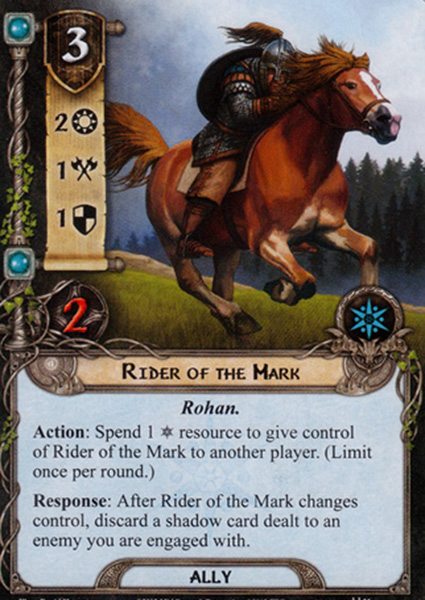 3
2
1
1
2
RIDER OF THE MARK
Rohan.
Action: Spend 1 resource to give control
of Rider of the Mark to another player. (Limit
once per round.)
Response: After Rider of the Mark changes
control, discard a shadow card dealt to an
enemy you are engaged with.
ALLY